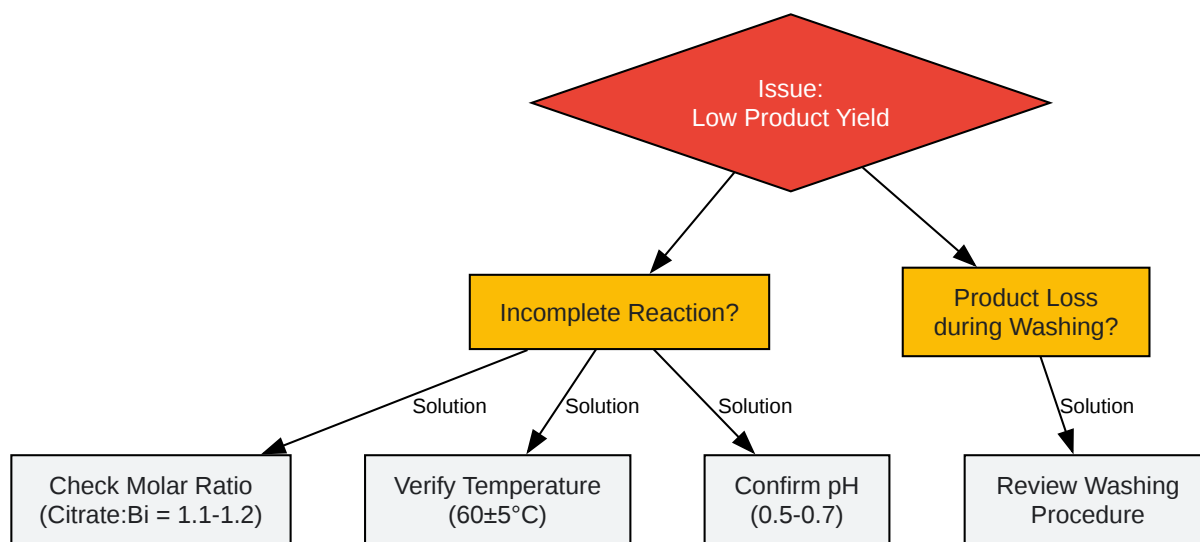 Issue:
Low Product Yield
Incomplete Reaction?
Product Loss
during Washing?
Solution
Solution
Solution
Solution
Check Molar Ratio
(Citrate:Bi = 1.1-1.2)
Verify Temperature
(60±5°C)
Confirm pH
(0.5-0.7)
Review Washing
Procedure